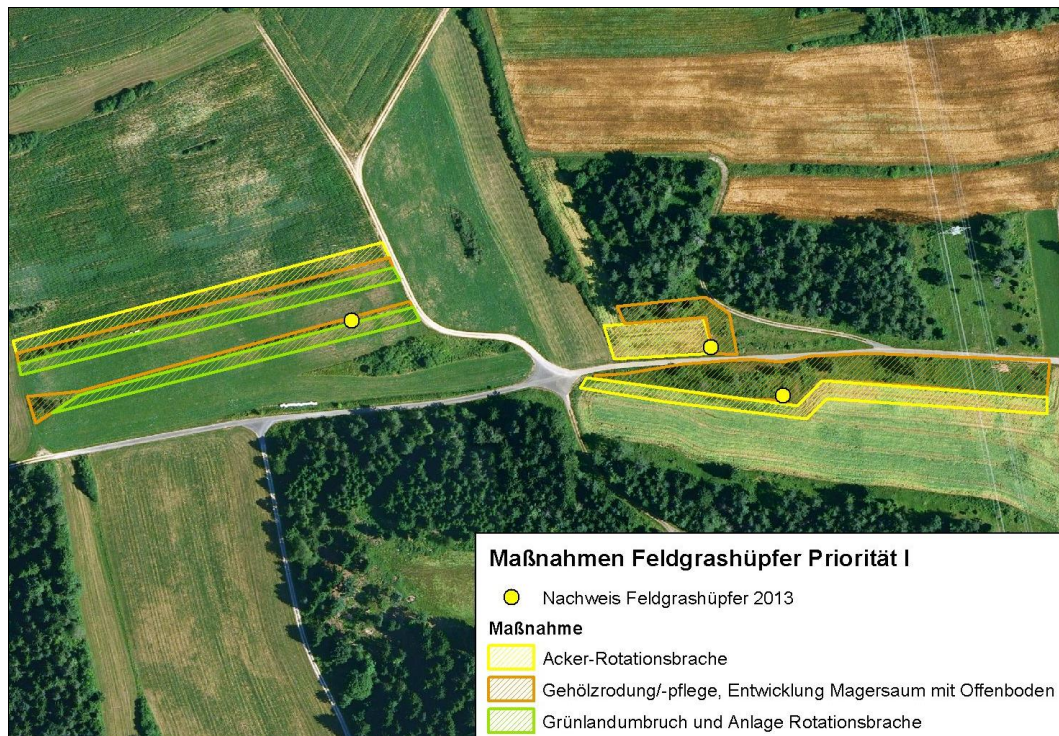 Maßnahmen Feldgrashüpfer Priorität I
Nachweis Feldgrashüpfer 2013
Maßnahme
Acker-Rotationsbrache
Gehölzrodung/-pflege, Entwicklung Magersaum mit Offenboden
Grünlandumbruch und Anlage Rotationsbrache